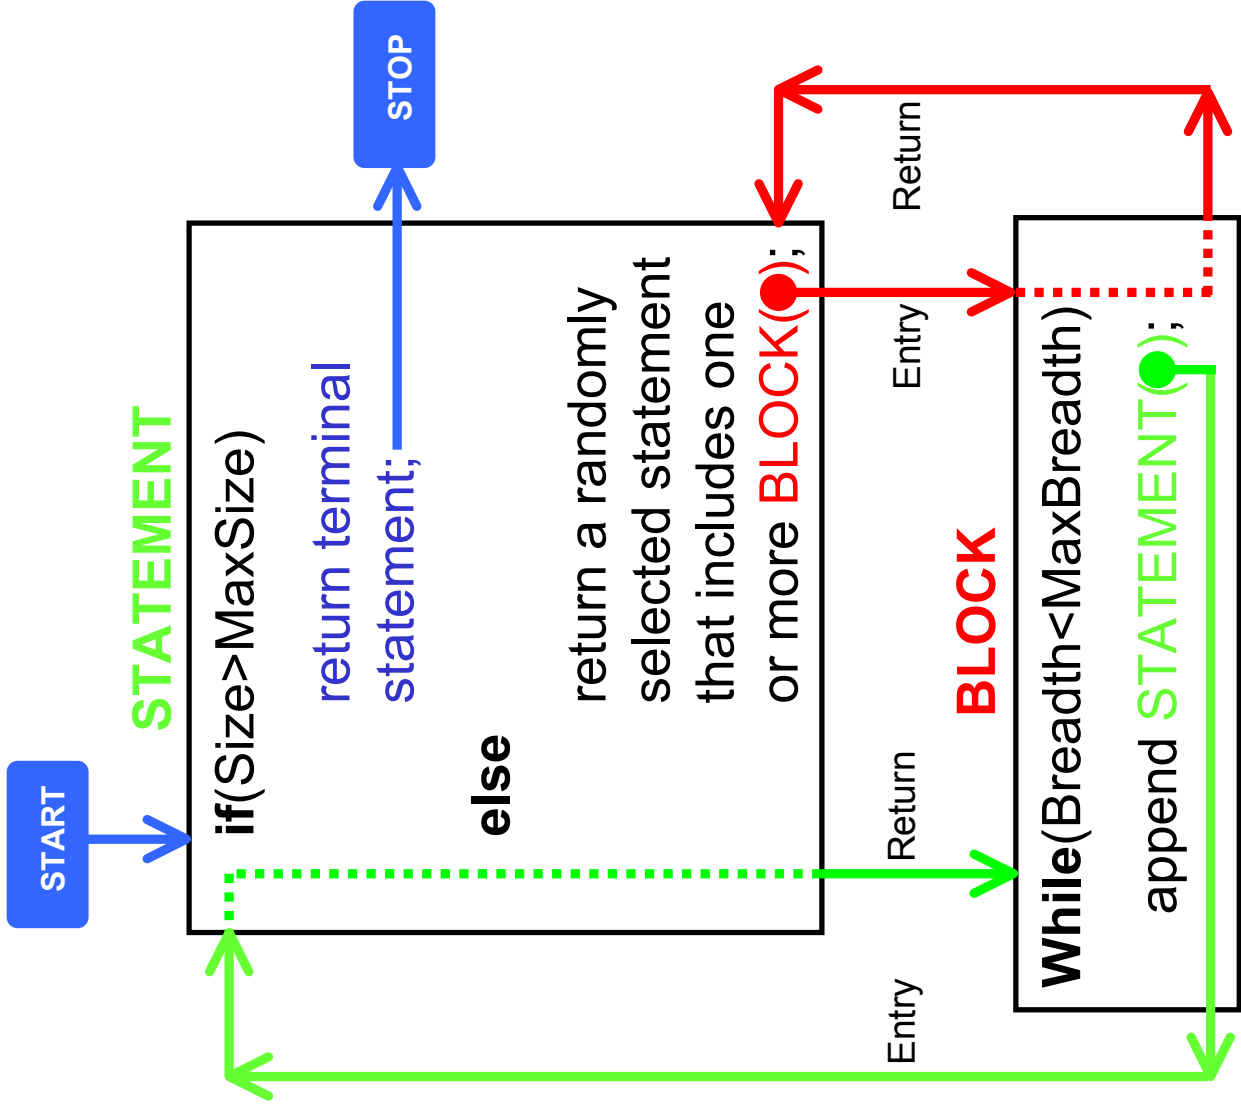 START
STATEMENT
if(Size>MaxSize)
return terminal
statement;
STOP
else
return a randomly
selected statement
that includes one
or more BLOCK();
Entry
Return
Entry
Return
BLOCK
While(Breadth<MaxBreadth)
append STATEMENT();